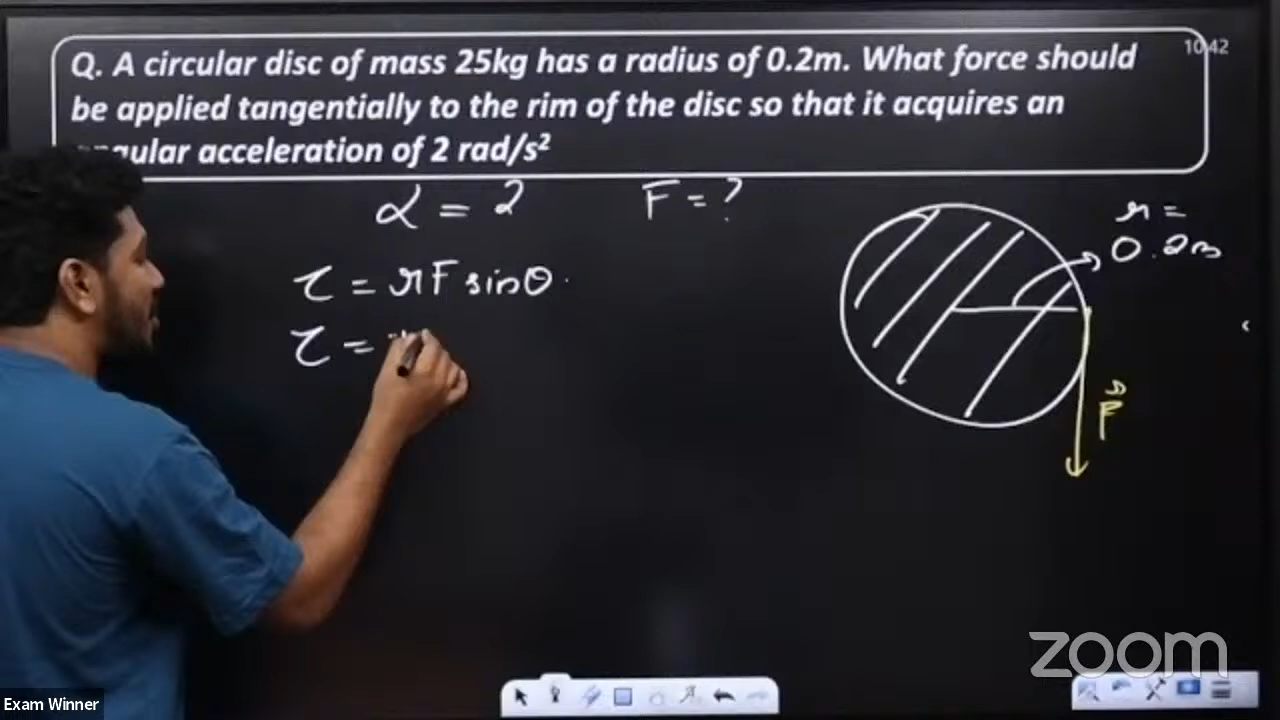 Q. A circular disc of mass 25kg has a radius of 0.2m. What force should
10:42
be applied tangentially to the rim of the disc so that it acquires an
acceleration of 2 rad/s²
α = 2
F = ?
r =
0.2m
τ = rF sinθ.
τ =
F⃗
zoom
Exam Winner